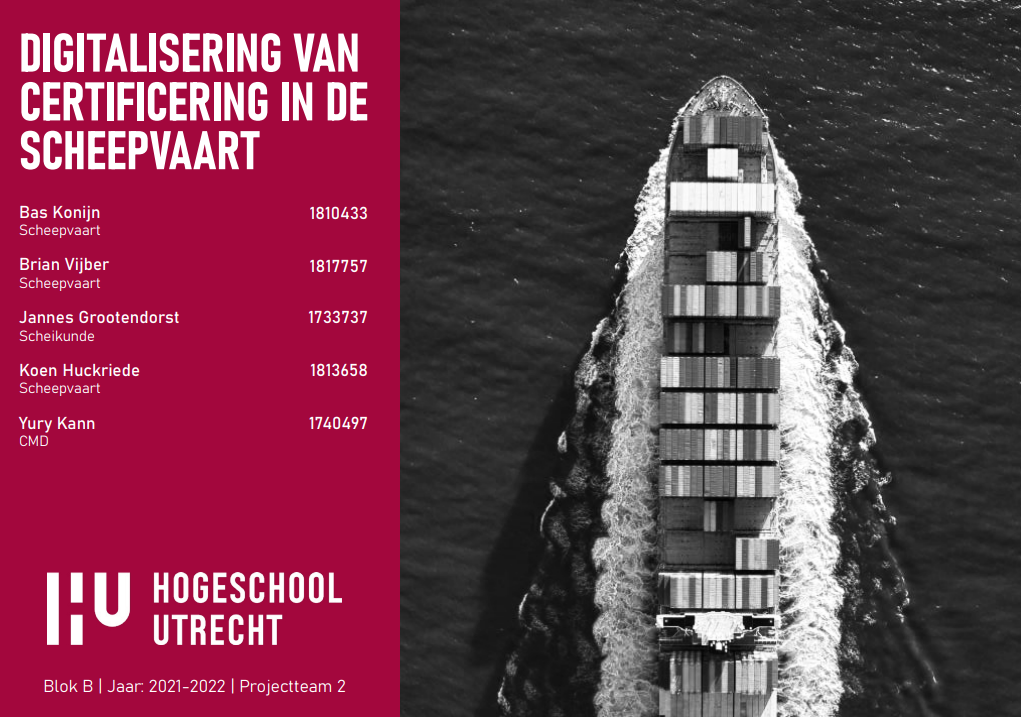 DIGITALISERING VAN
CERTIFICERING IN DE
SCHEEPVAART
Bas Konijn 1810433
Scheepvaart
Brian Vijber 1817757
Scheepvaart
Jannes Grootendorst 1733737
Scheikunde
Koen Huckriede 1813658
Scheepvaart
Yury Kann 1740497
CMD
HU HOGESCHOOL
UTRECHT
Blok B | Jaar: 2021-2022 | Projectteam 2